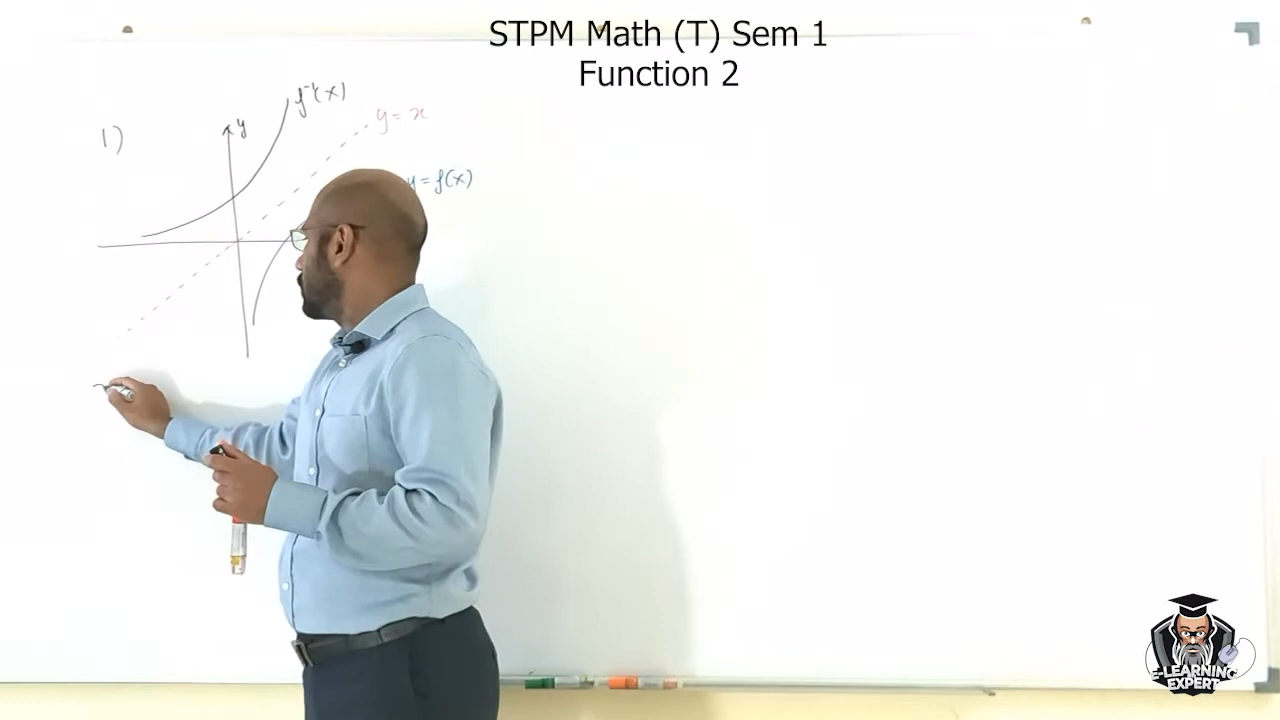 STPM Math (T) Sem 1
Function 2
f⁻¹(x)
y = x
y
1)
y = f(x)
E-LEARNING
EXPERT